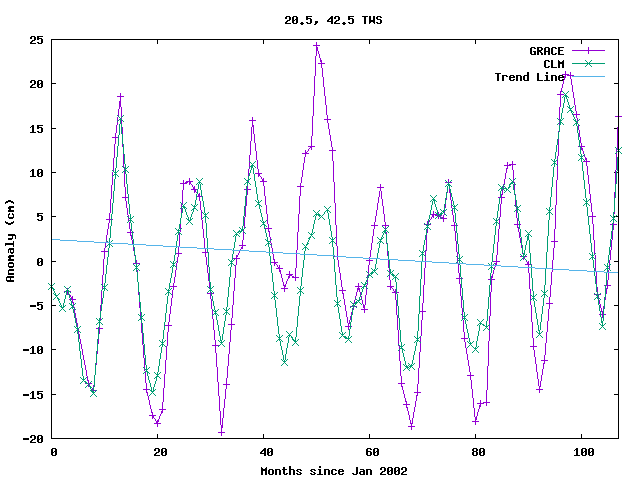 20.5, 42.5 TWS
GRACE
CLM
Trend Line
25
20
15
10
5
0
-5
-10
-15
-20
Anomaly (cm)
0 20 40 60 80 100
Months since Jan 2002